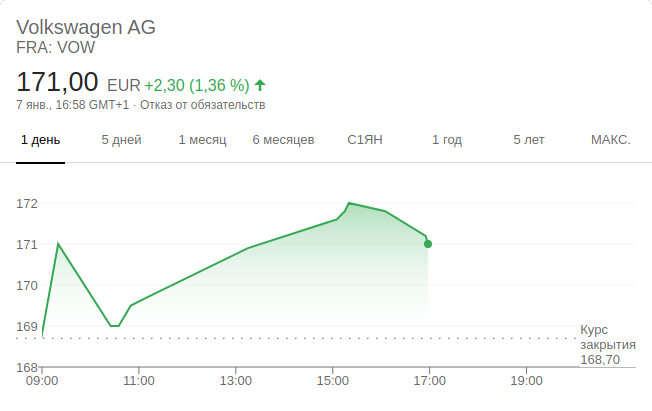 Volkswagen AG
FRA: VOW
171,00 EUR +2,30 (1,36 %)
7 янв., 16:58 GMT+1 · Отказ от обязательств
1 день 5 дней 1 месяц 6 месяцев С1ЯН 1 год 5 лет МАКС.
172
171
170
169
Курс
закрытия
168,70
168
09:00 11:00 13:00 15:00 17:00 19:00